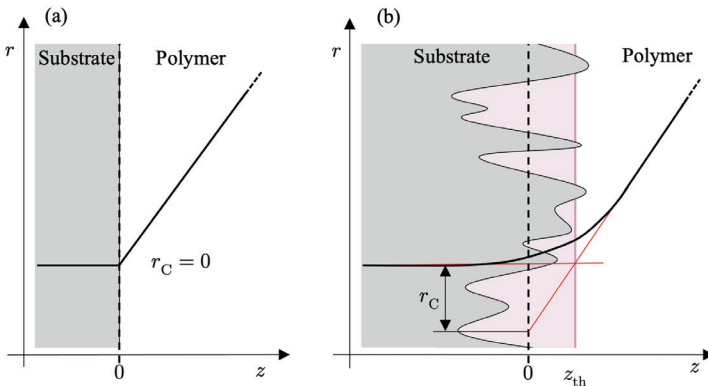 (a)
r
Substrate
Polymer
r_C = 0
0
z
(b)
r
Substrate
Polymer
r_C
0
z_th
z